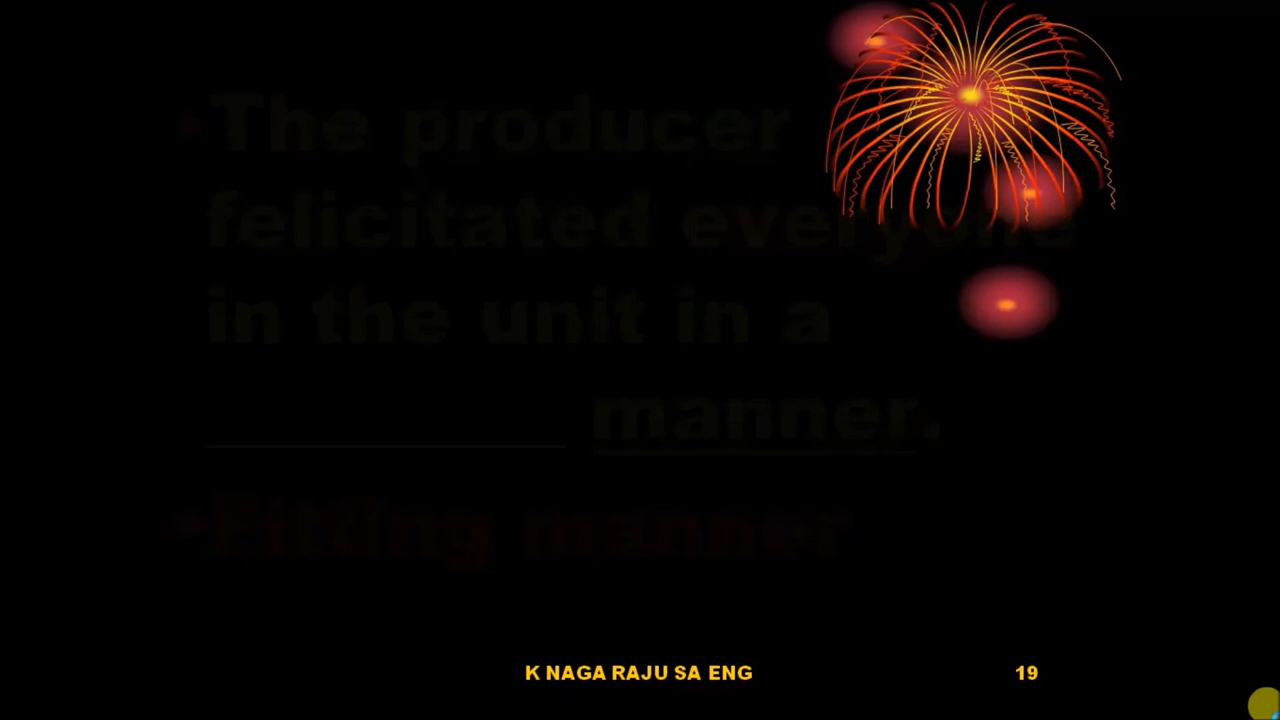 The producer
felicitated everyone
in the unit in a
manner.
Fitting manner
K NAGA RAJU SA ENG 19